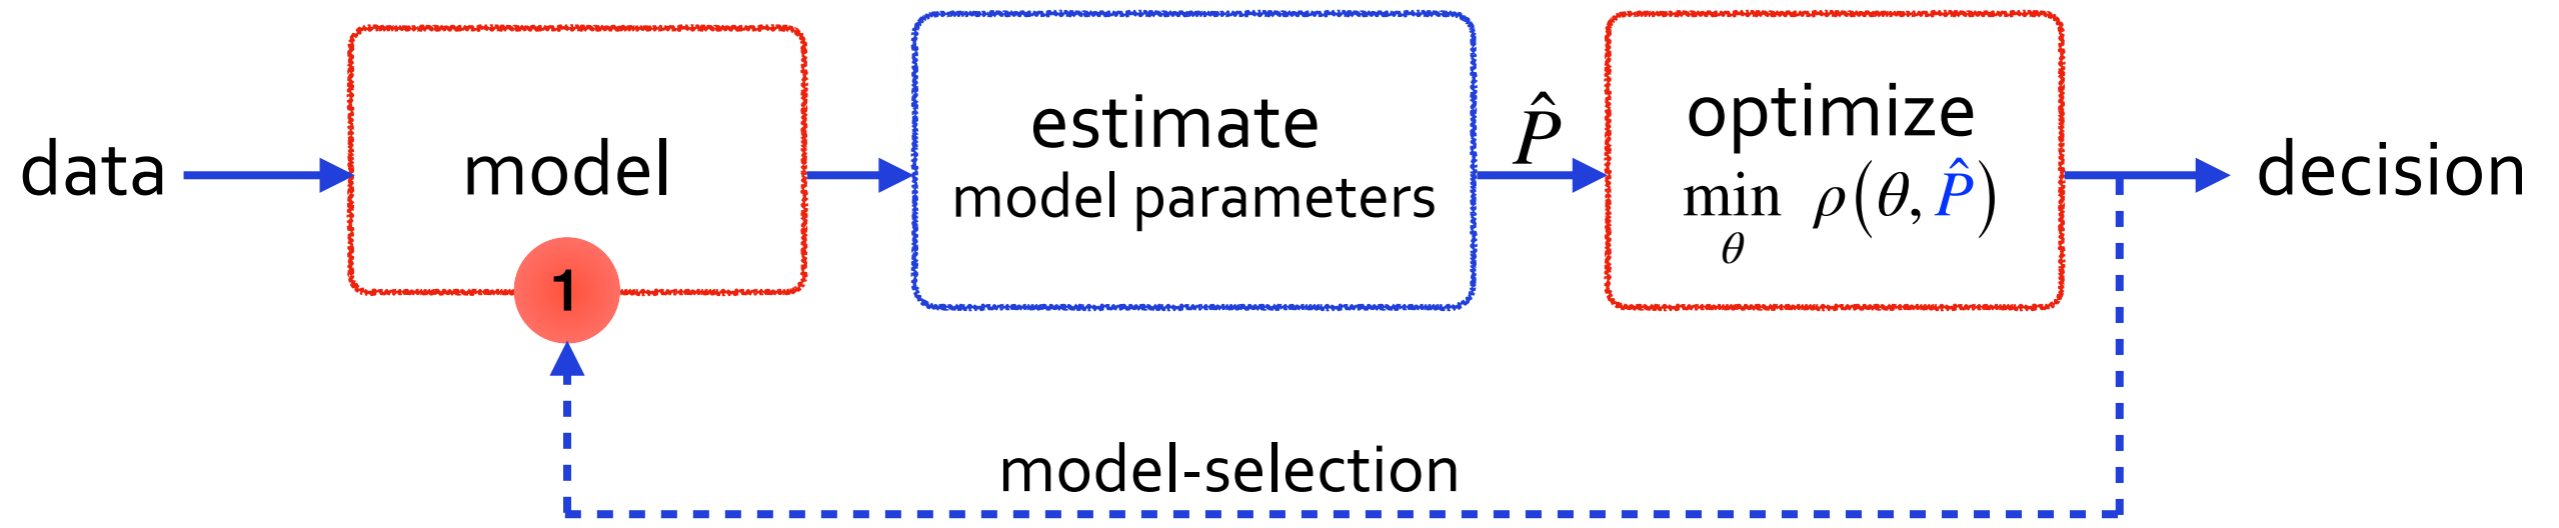 data
model
1
estimate
model parameters
P̂
optimize
min ρ(θ, P̂)
θ
decision
model-selection